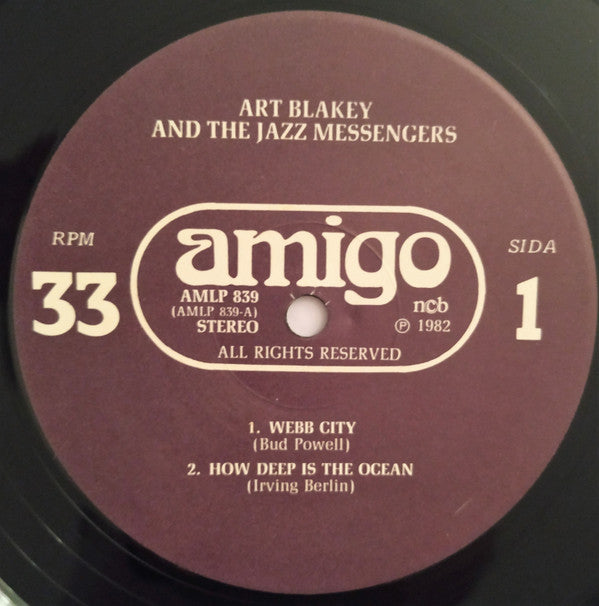 ART BLAKEY
AND THE JAZZ MESSENGERS
RPM
33
amigo
AMLP 839
(AMLP 839-A)
STEREO
ncb
℗ 1982
ALL RIGHTS RESERVED
SIDA
1
1. WEBB CITY
(Bud Powell)
2. HOW DEEP IS THE OCEAN
(Irving Berlin)